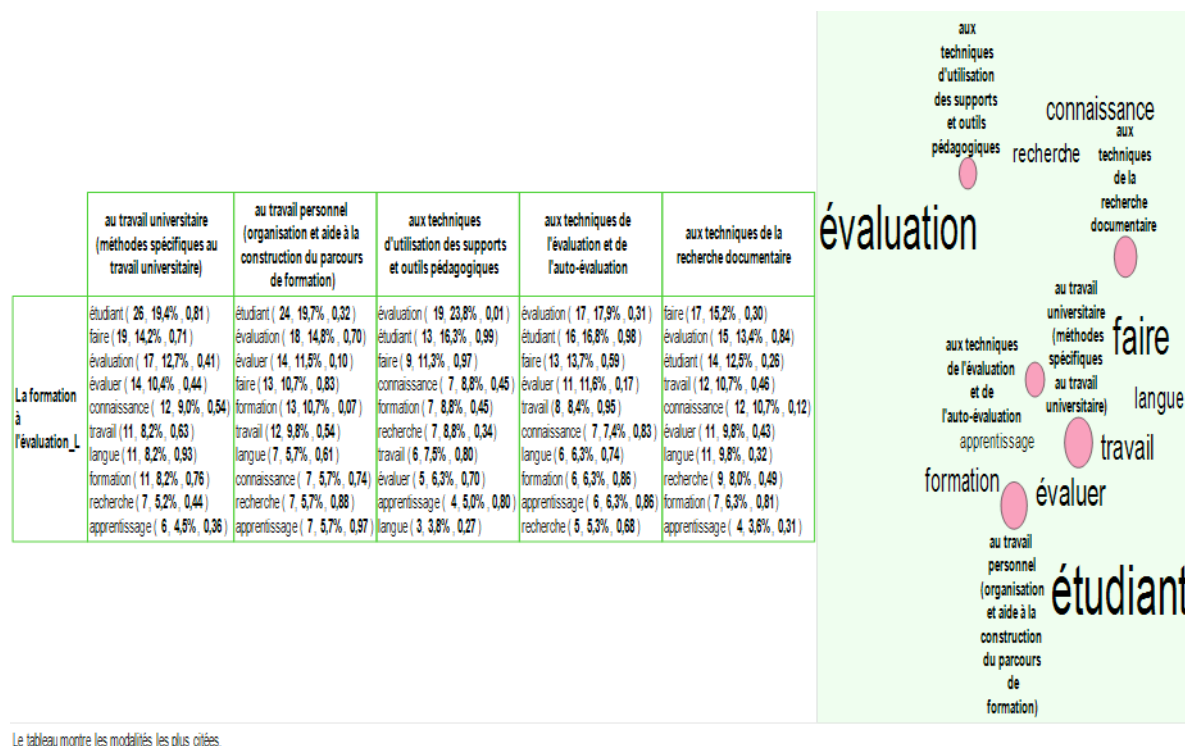 au travail universitaire
(méthodes spécifiques au
travail universitaire)
au travail personnel
(organisation et aide à la
construction du parcours
de formation)
aux techniques
d'utilisation des supports
et outils pédagogiques
aux techniques de
l'évaluation et de
l'auto-évaluation
aux techniques de la
recherche documentaire
La formation
à
l'évaluation_L
étudiant ( 26, 19,4% , 0,81)
faire ( 19, 14,2% , 0,71)
évaluation ( 17, 12,7% , 0,41)
évaluer ( 14, 10,4% , 0,44)
connaissance ( 12, 9,0% , 0,54)
travail ( 11, 8,2% , 0,63)
langue ( 11, 8,2% , 0,93)
formation ( 11, 8,2% , 0,76)
recherche ( 7, 5,2% , 0,44)
apprentissage ( 6, 4,5% , 0,36)
étudiant ( 24, 19,7% , 0,32)
évaluation ( 18, 14,8% , 0,70)
évaluer ( 14, 11,5% , 0,10)
faire ( 13, 10,7% , 0,83)
formation ( 13, 10,7% , 0,07)
travail ( 12, 9,8% , 0,54)
langue ( 7, 5,7% , 0,61)
connaissance ( 7, 5,7% , 0,74)
recherche ( 7, 5,7% , 0,88)
apprentissage ( 7, 5,7% , 0,97)
évaluation ( 19, 23,8% , 0,01)
étudiant ( 13, 16,3% , 0,99)
faire ( 9, 11,3% , 0,97)
connaissance ( 7, 8,8% , 0,45)
formation ( 7, 8,8% , 0,45)
recherche ( 7, 8,8% , 0,34)
travail ( 6, 7,5% , 0,80)
évaluer ( 5, 6,3% , 0,70)
apprentissage ( 4, 5,0% , 0,80)
langue ( 3, 3,8% , 0,27)
évaluation ( 17, 17,9% , 0,31)
étudiant ( 16, 16,8% , 0,98)
faire ( 13, 13,7% , 0,59)
évaluer ( 11, 11,6% , 0,17)
travail ( 8, 8,4% , 0,95)
connaissance ( 7, 7,4% , 0,83)
langue ( 6, 6,3% , 0,74)
formation ( 6, 6,3% , 0,86)
apprentissage ( 6, 6,3% , 0,86)
recherche ( 5, 5,3% , 0,68)
faire ( 17, 15,2% , 0,30)
évaluation ( 15, 13,4% , 0,84)
étudiant ( 14, 12,5% , 0,26)
travail ( 12, 10,7% , 0,46)
connaissance ( 12, 10,7% , 0,12)
évaluer ( 11, 9,8% , 0,43)
langue ( 11, 9,8% , 0,32)
recherche ( 9, 8,0% , 0,49)
formation ( 7, 6,3% , 0,81)
apprentissage ( 4, 3,6% , 0,31)
Le tableau montre les modalités les plus citées
aux
techniques
d'utilisation
des supports
et outils
pédagogiques
connaissance
recherche
aux
techniques
de la
recherche
documentaire
évaluation
au travail
universitaire
(méthodes
spécifiques
au travail
universitaire)
faire
aux techniques
de l'évaluation
et de
l'auto-évaluation
langue
apprentissage
travail
formation
évaluer
au travail
personnel
(organisation
et aide à la
construction
du parcours
de
formation)
étudiant